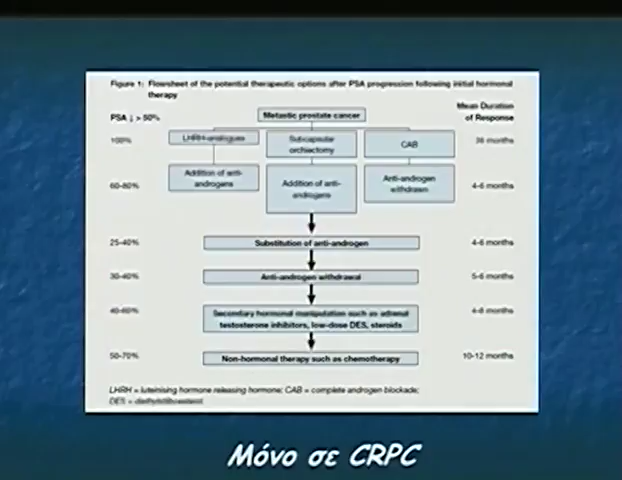 Figure 1: Flowsheet of the potential therapeutic options after PSA progression following initial hormonal
therapy
PSA ↓ > 50%
Mean Duration
of Response
Metastic prostate cancer
100%
LHRH-analogues
Subcapsular
orchiectomy
CAB
36 months
60-80%
Addition of anti-
androgens
Addition of anti-
androgens
Anti-androgen
withdrawn
4-6 months
25-40%
Substitution of anti-androgen
4-6 months
30-40%
Anti-androgen withdrawal
5-6 months
40-60%
Secondary hormonal manipulation such as adrenal
testosterone inhibitors, low-dose DES, steroids
4-8 months
50-70%
Non-hormonal therapy such as chemotherapy
10-12 months
LHRH = luteinising hormone releasing hormone; CAB = complete androgen blockade;
DES = diethylstilboestrol
Μόνο σε CRPC